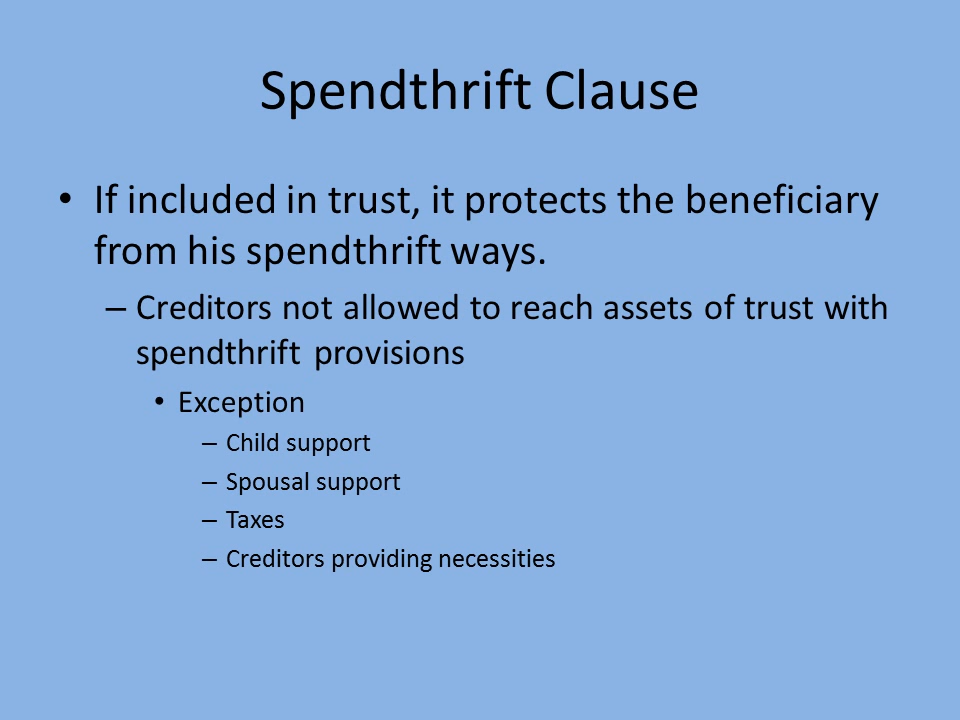 Spendthrift Clause
• If included in trust, it protects the beneficiary
from his spendthrift ways.
– Creditors not allowed to reach assets of trust with
spendthrift provisions
• Exception
– Child support
– Spousal support
– Taxes
– Creditors providing necessities